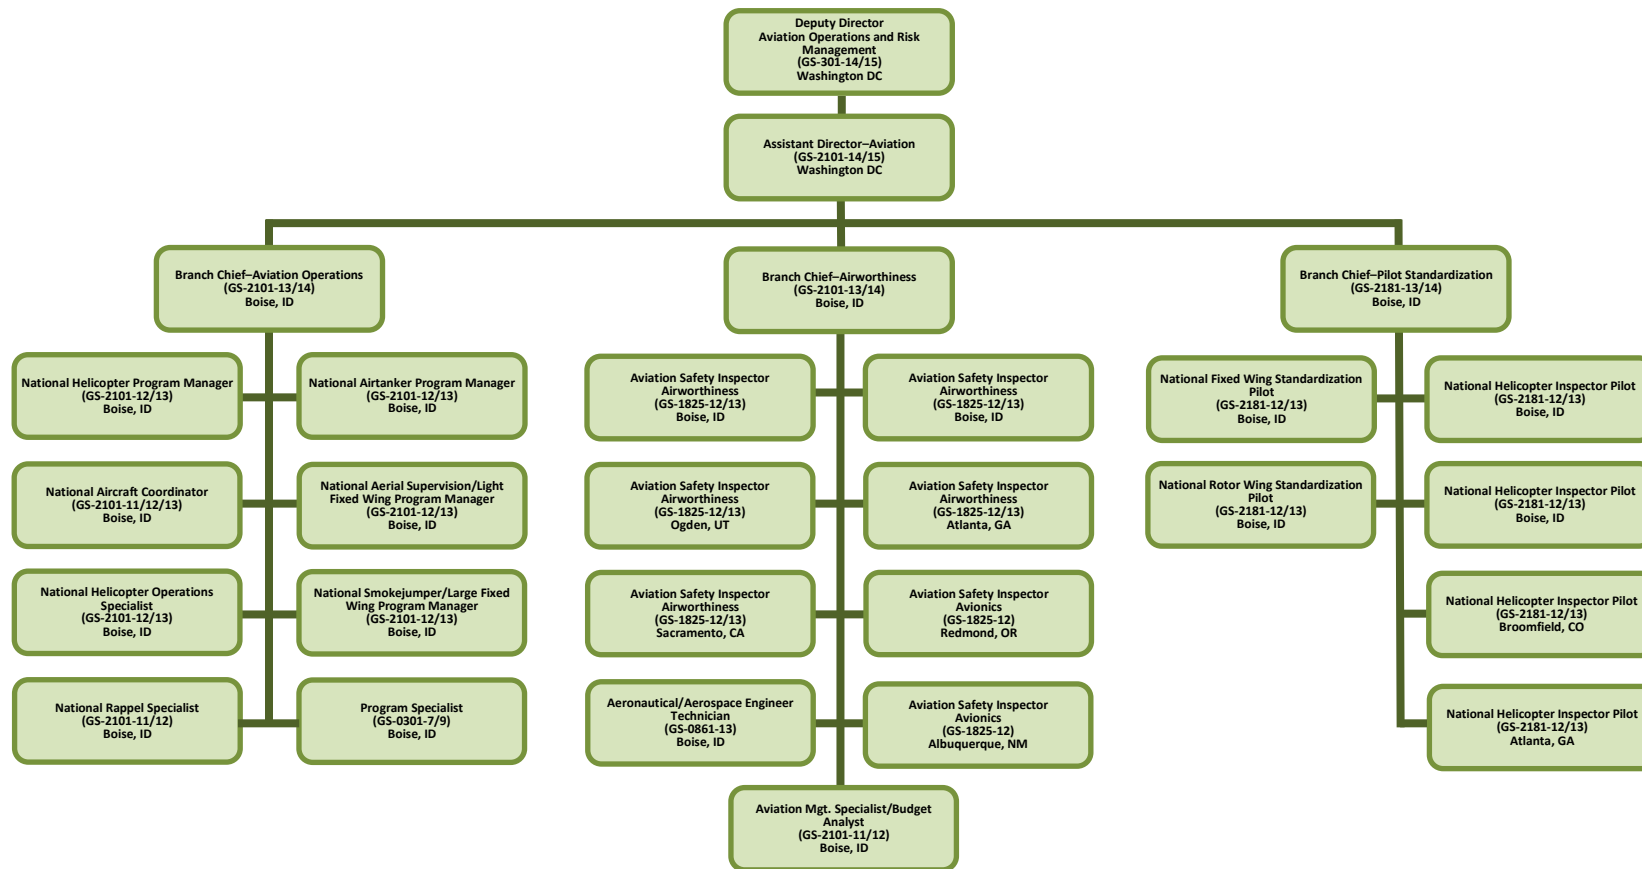 Deputy Director
Aviation Operations and Risk
Management
(GS-301-14/15)
Washington DC
Assistant Director–Aviation
(GS-2101-14/15)
Washington DC
Branch Chief–Aviation Operations
(GS-2101-13/14)
Boise, ID
Branch Chief–Airworthiness
(GS-2101-13/14)
Boise, ID
Branch Chief–Pilot Standardization
(GS-2181-13/14)
Boise, ID
National Helicopter Program Manager
(GS-2101-12/13)
Boise, ID
National Airtanker Program Manager
(GS-2101-12/13)
Boise, ID
National Aircraft Coordinator
(GS-2101-11/12/13)
Boise, ID
National Aerial Supervision/Light
Fixed Wing Program Manager
(GS-2101-12/13)
Boise, ID
National Helicopter Operations
Specialist
(GS-2101-12/13)
Boise, ID
National Smokejumper/Large Fixed
Wing Program Manager
(GS-2101-12/13)
Boise, ID
National Rappel Specialist
(GS-2101-11/12)
Boise, ID
Program Specialist
(GS-0301-7/9)
Boise, ID
Aviation Safety Inspector
Airworthiness
(GS-1825-12/13)
Boise, ID
Aviation Safety Inspector
Airworthiness
(GS-1825-12/13)
Boise, ID
Aviation Safety Inspector
Airworthiness
(GS-1825-12/13)
Ogden, UT
Aviation Safety Inspector
Airworthiness
(GS-1825-12/13)
Atlanta, GA
Aviation Safety Inspector
Airworthiness
(GS-1825-12/13)
Sacramento, CA
Aviation Safety Inspector
Avionics
(GS-1825-12)
Redmond, OR
Aeronautical/Aerospace Engineer
Technician
(GS-0861-13)
Boise, ID
Aviation Safety Inspector
Avionics
(GS-1825-12)
Albuquerque, NM
Aviation Mgt. Specialist/Budget
Analyst
(GS-2101-11/12)
Boise, ID
National Fixed Wing Standardization
Pilot
(GS-2181-12/13)
Boise, ID
National Helicopter Inspector Pilot
(GS-2181-12/13)
Boise, ID
National Rotor Wing Standardization
Pilot
(GS-2181-12/13)
Boise, ID
National Helicopter Inspector Pilot
(GS-2181-12/13)
Boise, ID
National Helicopter Inspector Pilot
(GS-2181-12/13)
Broomfield, CO
National Helicopter Inspector Pilot
(GS-2181-12/13)
Atlanta, GA